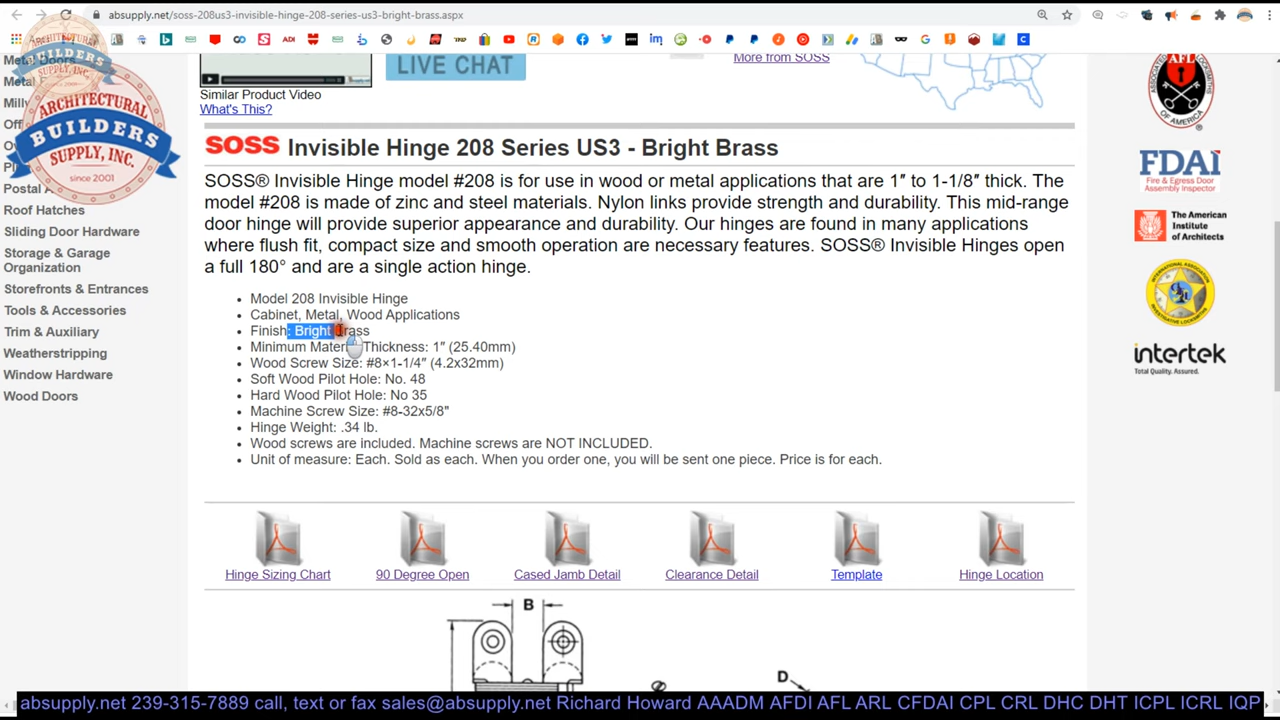 absupply.net/soss-208us3-invisible-hinge-208-series-us3-bright-brass.aspx
ARCHITECTURAL
BUILDERS
SUPPLY, INC.
since 2001
Postal
Roof Hatches
Sliding Door Hardware
Storage & Garage
Organization
Storefronts & Entrances
Tools & Accessories
Trim & Auxiliary
Weatherstripping
Window Hardware
Wood Doors
LIVE CHAT
More from SOSS
Similar Product Video
What's This?
SOSS Invisible Hinge 208 Series US3 - Bright Brass
SOSS® Invisible Hinge model #208 is for use in wood or metal applications that are 1″ to 1-1/8″ thick. The
model #208 is made of zinc and steel materials. Nylon links provide strength and durability. This mid-range
door hinge will provide superior appearance and durability. Our hinges are found in many applications
where flush fit, compact size and smooth operation are necessary features. SOSS® Invisible Hinges open
a full 180° and are a single action hinge.
Model 208 Invisible Hinge
Cabinet, Metal, Wood Applications
Finish: Bright Brass
Minimum Material Thickness: 1″ (25.40mm)
Wood Screw Size: #8×1-1/4″ (4.2x32mm)
Soft Wood Pilot Hole: No. 48
Hard Wood Pilot Hole: No 35
Machine Screw Size: #8-32x5/8"
Hinge Weight: .34 lb.
Wood screws are included. Machine screws are NOT INCLUDED.
Unit of measure: Each. Sold as each. When you order one, you will be sent one piece. Price is for each.
Hinge Sizing Chart
90 Degree Open
Cased Jamb Detail
Clearance Detail
Template
Hinge Location
B
D
AFL
FDAI
Fire & Egress Door
Assembly Inspector
The American
Institute
of Architects
intertek
Total Quality. Assured.
absupply.net 239-315-7889 call, text or fax sales@absupply.net Richard Howard AAADM AFDI AFL ARL CFDAI CPL CRL DHC DHT ICPL ICRL IQP